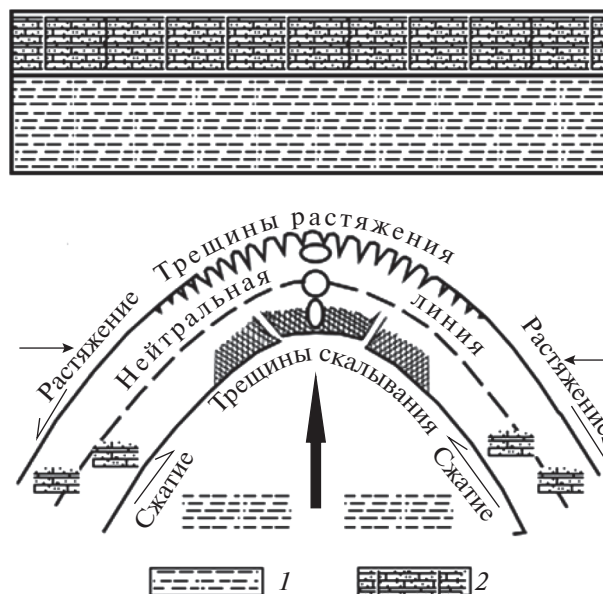 Трещины растяжения
Растяжение
Нейтральная
линия
Растяжение
Трещины скалывания
Сжатие
Сжатие
1
2